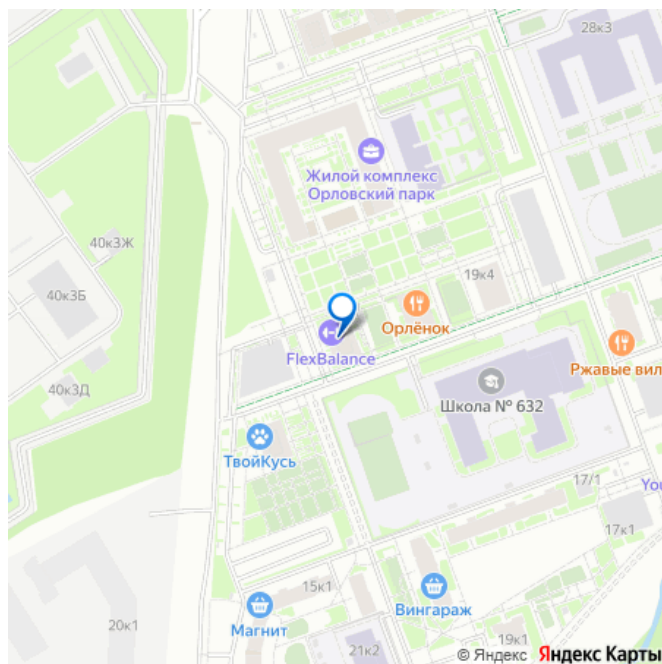 28к3
Жилой комплекс
Орловский парк
40к3Ж
19к4
40к3Б
Орлёнок
FlexBalance
Ржавые вил
40к3Д
Школа № 632
ТвойКусь
17/1
You
17к1
15к1
Вингараж
Магнит
20к1
21к2
19к1
© Яндекс Яндекс Карты